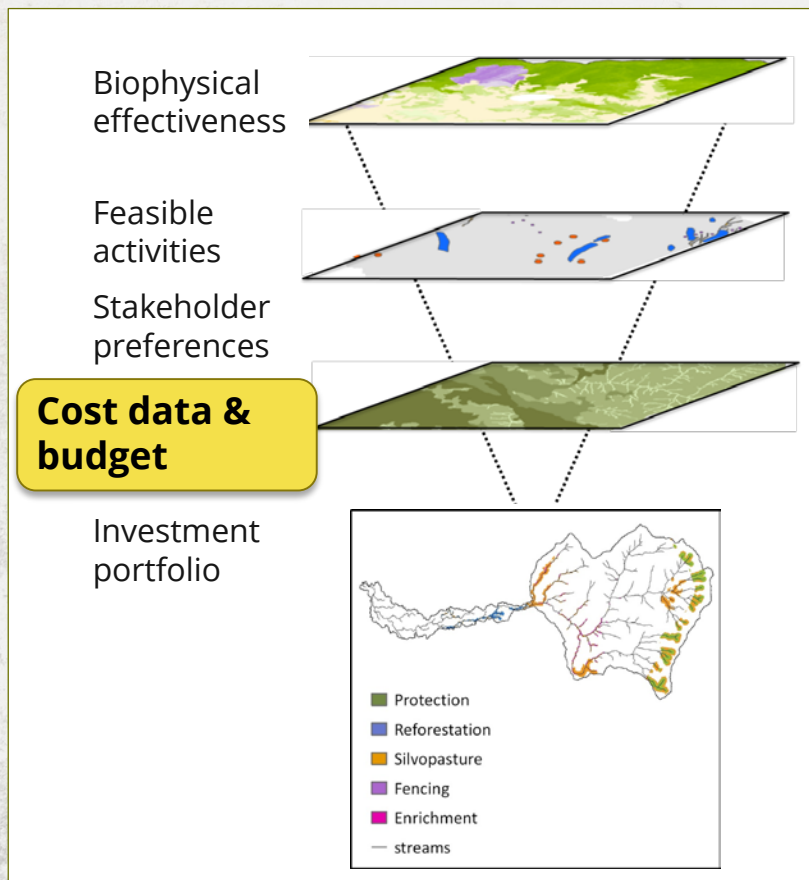 Biophysical
effectiveness
Feasible
activities
Stakeholder
preferences
Cost data &
budget
Investment
portfolio
Protection
Reforestation
Silvopasture
Fencing
Enrichment
streams